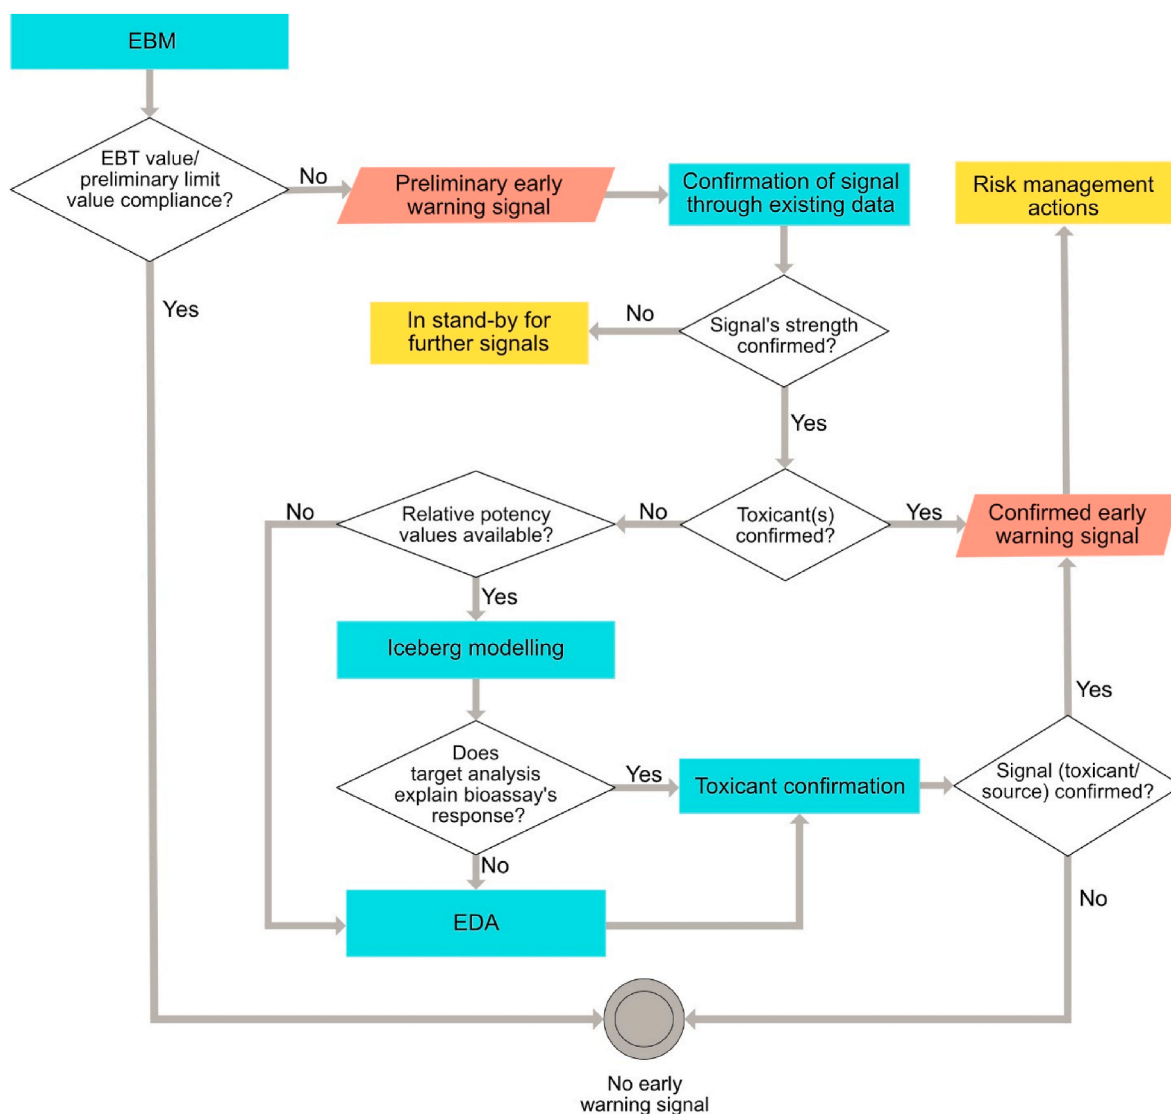 EBM
EBT value/
preliminary limit
value compliance?
No
Preliminary early
warning signal
Confirmation of signal
through existing data
Risk management
actions
Yes
In stand-by for
further signals
No
Signal's strength
confirmed?
Yes
No
Relative potency
values available?
No
Toxicant(s)
confirmed?
Yes
Confirmed early
warning signal
Yes
Iceberg modelling
Yes
Does
target analysis
explain bioassay's
response?
Yes
Toxicant confirmation
Signal (toxicant/
source) confirmed?
No
No
EDA
No early
warning signal